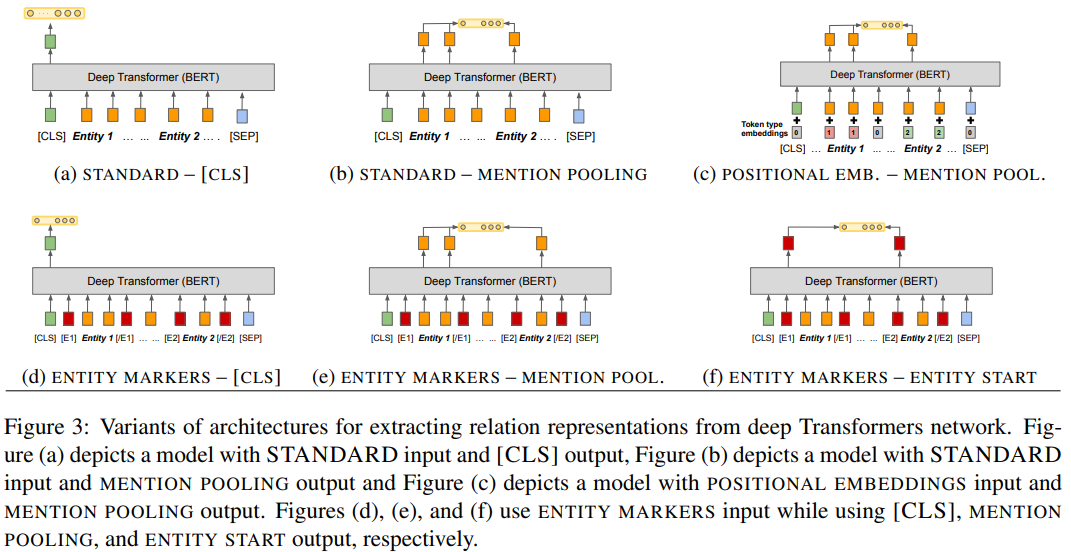 Deep Transformer (BERT)
[CLS] Entity 1 ... ... Entity 2 ... . [SEP]
(a) STANDARD – [CLS]
Deep Transformer (BERT)
[CLS] Entity 1 ... ... Entity 2 ... . [SEP]
(b) STANDARD – MENTION POOLING
Deep Transformer (BERT)
Token type
embeddings
0 1 1 0 2 2 0
[CLS] ... Entity 1 ... ... Entity 2 ... [SEP]
(c) POSITIONAL EMB. – MENTION POOL.
Deep Transformer (BERT)
[CLS] [E1] Entity 1 [/E1] ... ... [E2] Entity 2 [/E2] [SEP]
(d) ENTITY MARKERS – [CLS]
Deep Transformer (BERT)
[CLS] [E1] Entity 1 [/E1] ... ... [E2] Entity 2 [/E2] [SEP]
(e) ENTITY MARKERS – MENTION POOL.
Deep Transformer (BERT)
[CLS] [E1] Entity 1 [/E1] ... ... [E2] Entity 2 [/E2] [SEP]
(f) ENTITY MARKERS – ENTITY START
Figure 3: Variants of architectures for extracting relation representations from deep Transformers network. Fig-
ure (a) depicts a model with STANDARD input and [CLS] output, Figure (b) depicts a model with STANDARD
input and MENTION POOLING output and Figure (c) depicts a model with POSITIONAL EMBEDDINGS input and
MENTION POOLING output. Figures (d), (e), and (f) use ENTITY MARKERS input while using [CLS], MENTION
POOLING, and ENTITY START output, respectively.